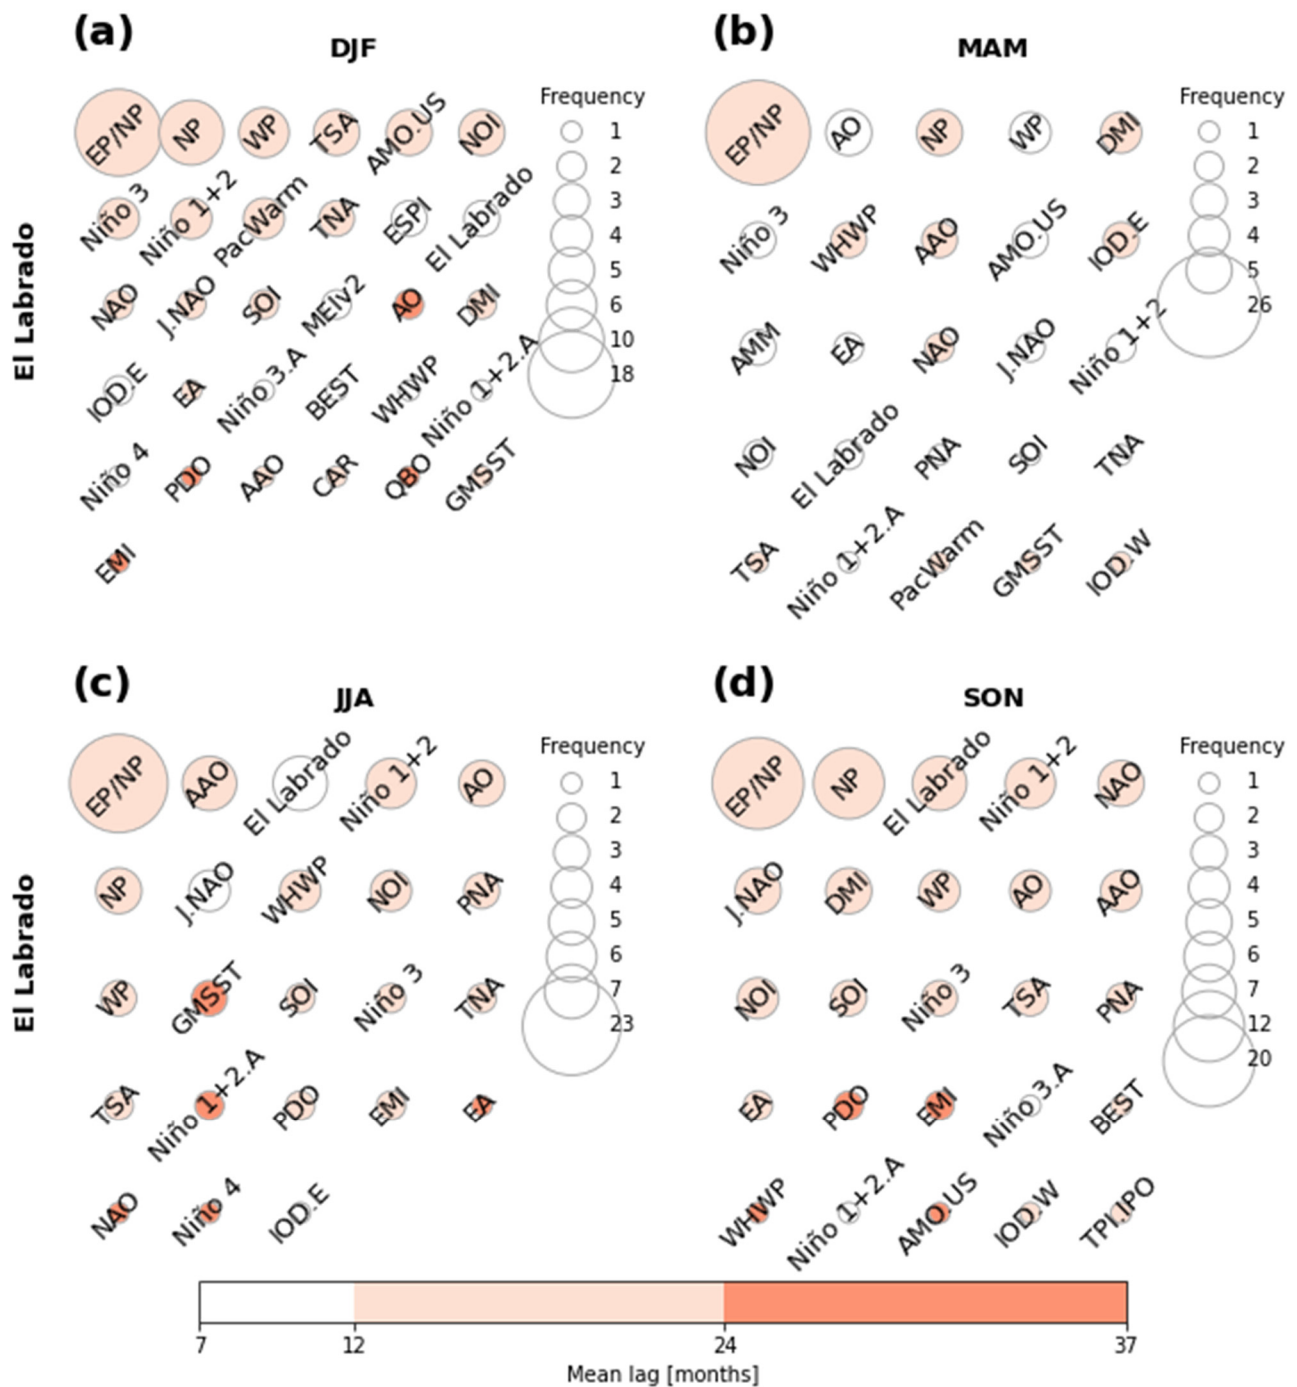 (a)
DJF
El Labrado
EP/NP NP WP TSA AMO.US NOI
Niño 3 Niño 1+2 PacWarm TNA ESPI El Labrado
NAO J.NAO SOI MEIv2 AO DMI
IOD.E EA Niño 3.A BEST WHWP Niño 1+2.A
Niño 4 PDO AAO CAR QBO GMSST
EMI
Frequency
1
2
3
4
5
6
10
18
(b)
MAM
EP/NP AO NP WP DMI
Niño 3 WHWP AAO AMO.US IOD.E
AMM EA NAO J.NAO Niño 1+2
NOI El Labrado PNA SOI TNA
TSA Niño 1+2.A PacWarm GMSST IOD.W
Frequency
1
2
3
4
5
26
(c)
JJA
El Labrado
EP/NP AAO El Labrado Niño 1+2 AO
NP J.NAO WHWP NOI PNA
WP GMSST SOI Niño 3 TNA
TSA Niño 1+2.A PDO EMI EA
NAO Niño 4 IOD.E
Frequency
1
2
3
4
5
6
7
23
(d)
SON
EP/NP NP El Labrado Niño 1+2 NAO
J.NAO DMI WP AO AAO
NOI SOI Niño 3 TSA PNA
EA PDO EMI Niño 3.A BEST
WHWP Niño 1+2.A AMO.US IOD.W TPI.IPO
Frequency
1
2
3
4
5
6
7
12
20
7 12 24 37
Mean lag [months]